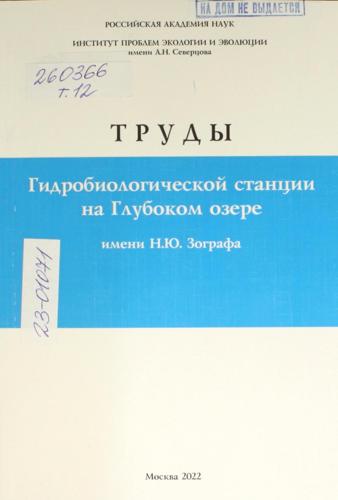 РОССИЙСКАЯ АКАДЕМИЯ НАУК
НА ДОМ НЕ ВЫДАЕТСЯ
ИНСТИТУТ ПРОБЛЕМ ЭКОЛОГИИ И ЭВОЛЮЦИИ
имени А.Н. Северцова
260366
т. 12
ТРУДЫ
Гидробиологической станции
на Глубоком озере
имени Н.Ю. Зографа
23-01071
Москва 2022